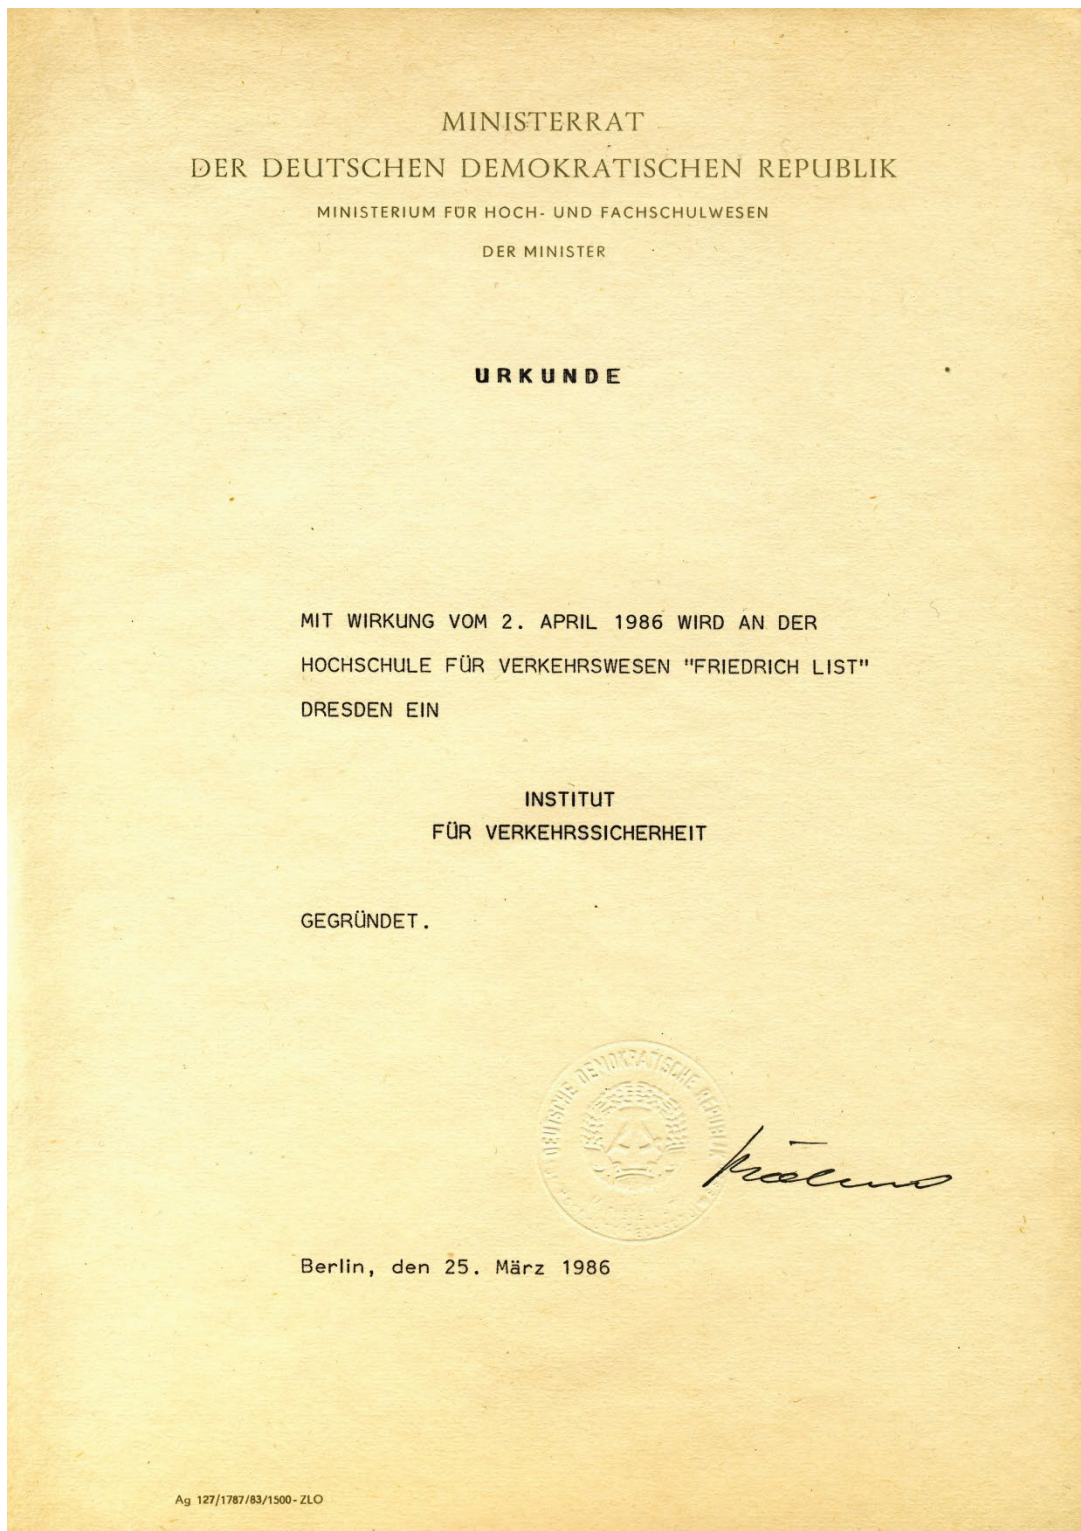 MINISTERRAT
DER DEUTSCHEN DEMOKRATISCHEN REPUBLIK
MINISTERIUM FÜR HOCH- UND FACHSCHULWESEN
DER MINISTER
URKUNDE
MIT WIRKUNG VOM 2. APRIL 1986 WIRD AN DER
HOCHSCHULE FÜR VERKEHRSWESEN "FRIEDRICH LIST"
DRESDEN EIN
INSTITUT
FÜR VERKEHRSSICHERHEIT
GEGRÜNDET.
DEUTSCHE DEMOKRATISCHE REPUBLIK
Berlin, den 25. März 1986
Ag 127/1787/83/1500-ZLO